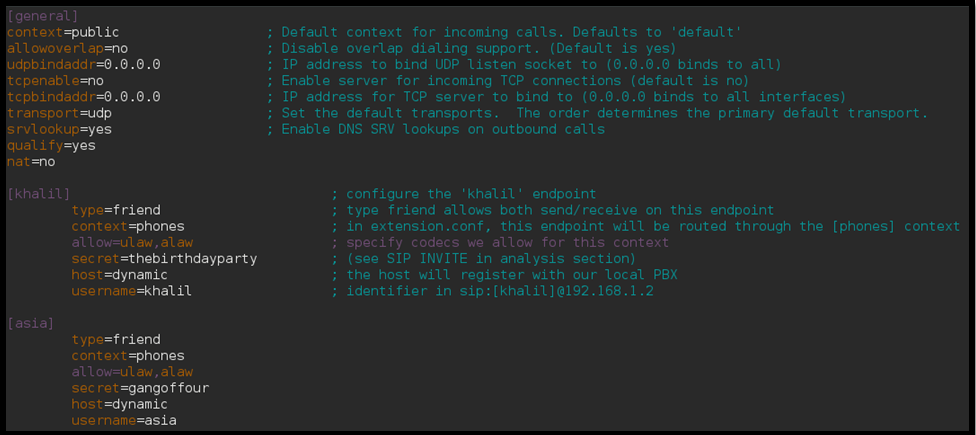 [general]
context=public ; Default context for incoming calls. Defaults to 'default'
allowoverlap=no ; Disable overlap dialing support. (Default is yes)
udpbindaddr=0.0.0.0 ; IP address to bind UDP listen socket to (0.0.0.0 binds to all)
tcpenable=no ; Enable server for incoming TCP connections (default is no)
tcpbindaddr=0.0.0.0 ; IP address for TCP server to bind to (0.0.0.0 binds to all interfaces)
transport=udp ; Set the default transports.  The order determines the primary default transport.
srvlookup=yes ; Enable DNS SRV lookups on outbound calls
qualify=yes
nat=no
[khalil] ; configure the 'khalil' endpoint
type=friend ; type friend allows both send/receive on this endpoint
context=phones ; in extension.conf, this endpoint will be routed through the [phones] context
allow=ulaw,alaw ; specify codecs we allow for this context
secret=thebirthdayparty ; (see SIP INVITE in analysis section)
host=dynamic ; the host will register with our local PBX
username=khalil ; identifier in sip:[khalil]@192.168.1.2
[asia]
type=friend
context=phones
allow=ulaw,alaw
secret=gangoffour
host=dynamic
username=asia